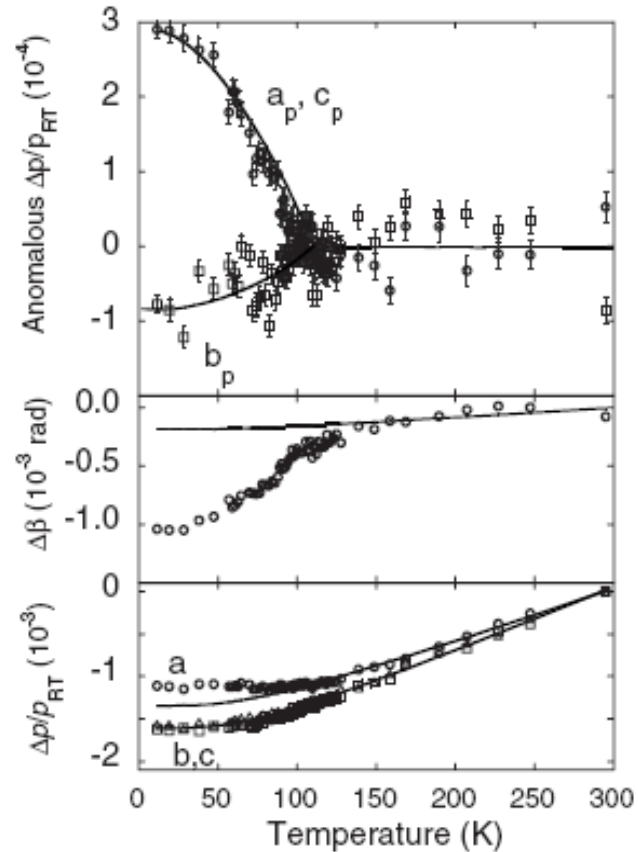 Anomalous Δp/p_RT (10^-4)
3
2
1
0
-1
a_p, c_p
b_p
Δβ (10^-3 rad)
0.0
-0.5
-1.0
Δp/p_RT (10^-3)
0
-1
-2
a
b,c
0 50 100 150 200 250 300
Temperature (K)